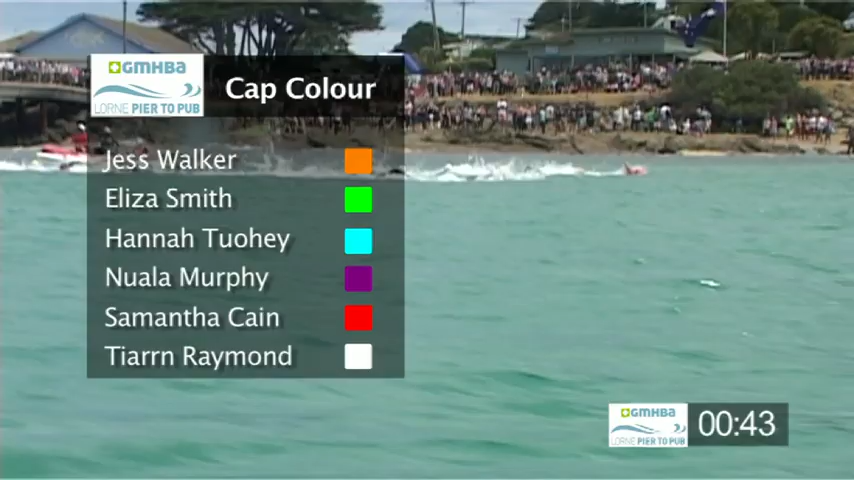 GMHBA
LORNE PIER TO PUB
Cap Colour
Jess Walker
Eliza Smith
Hannah Tuohey
Nuala Murphy
Samantha Cain
Tiarrn Raymond
GMHBA
LORNE PIER TO PUB
00:43